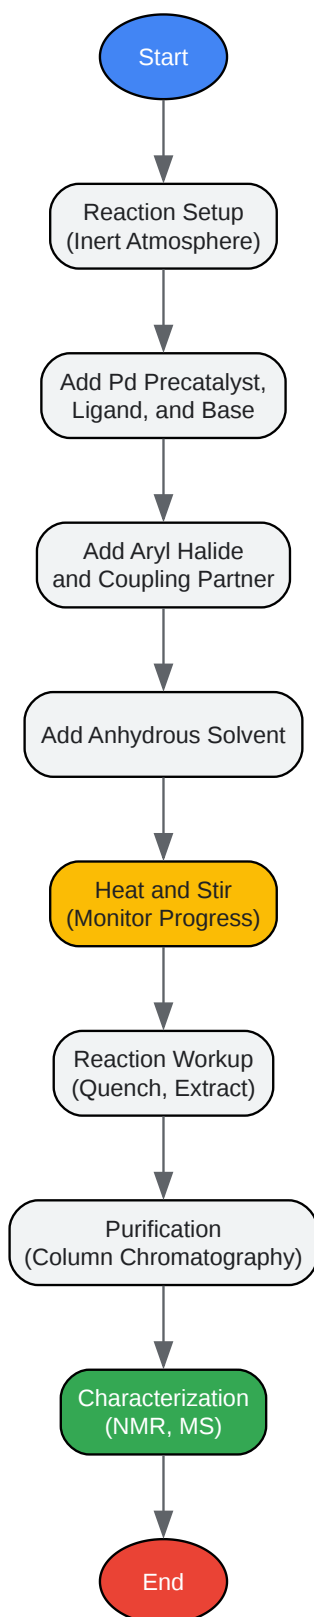 Start
Reaction Setup
(Inert Atmosphere)
Add Pd Precatalyst,
Ligand, and Base
Add Aryl Halide
and Coupling Partner
Add Anhydrous Solvent
Heat and Stir
(Monitor Progress)
Reaction Workup
(Quench, Extract)
Purification
(Column Chromatography)
Characterization
(NMR, MS)
End